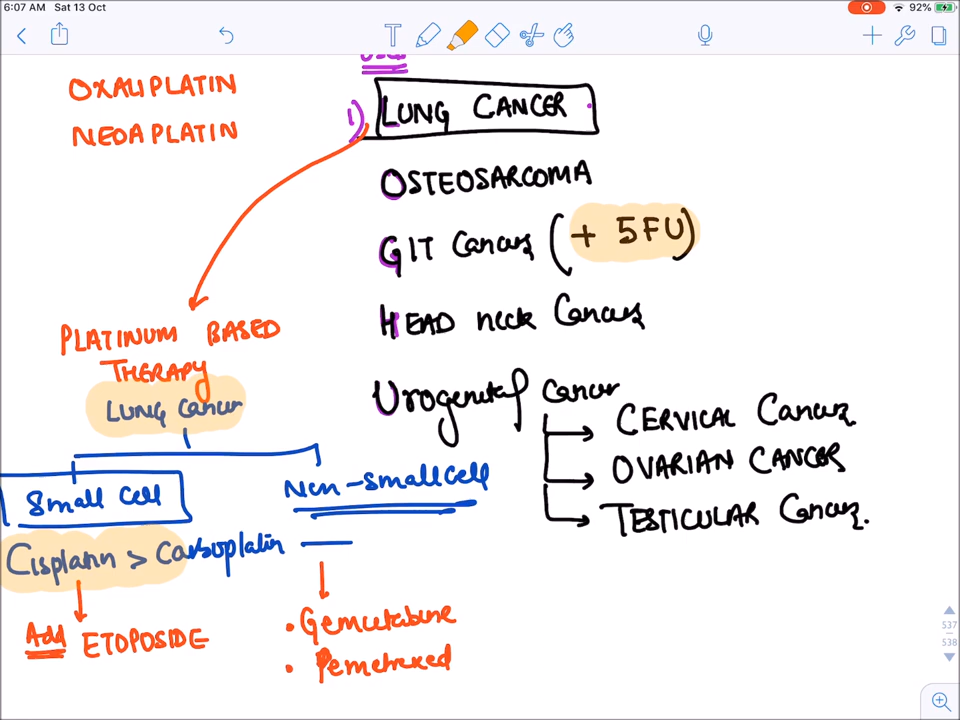 6:07 AM Sat 13 Oct
92%
T
USES
OXALIPLATIN
NEDAPLATIN
1) LUNG CANCER
OSTEOSARCOMA
GIT Cancer (+ 5FU)
HEAD neck Cancer
Urogenital Cancer
CERVICAL Cancer
OVARIAN CANCER
TESTICULAR Cancer.
PLATINUM BASED
THERAPY
LUNG Cancer
Small Cell
Non-small cell
Cisplatin > Carboplatin
Add ETOPOSIDE
• Gemcitabine
• Pemetrexed
537
538